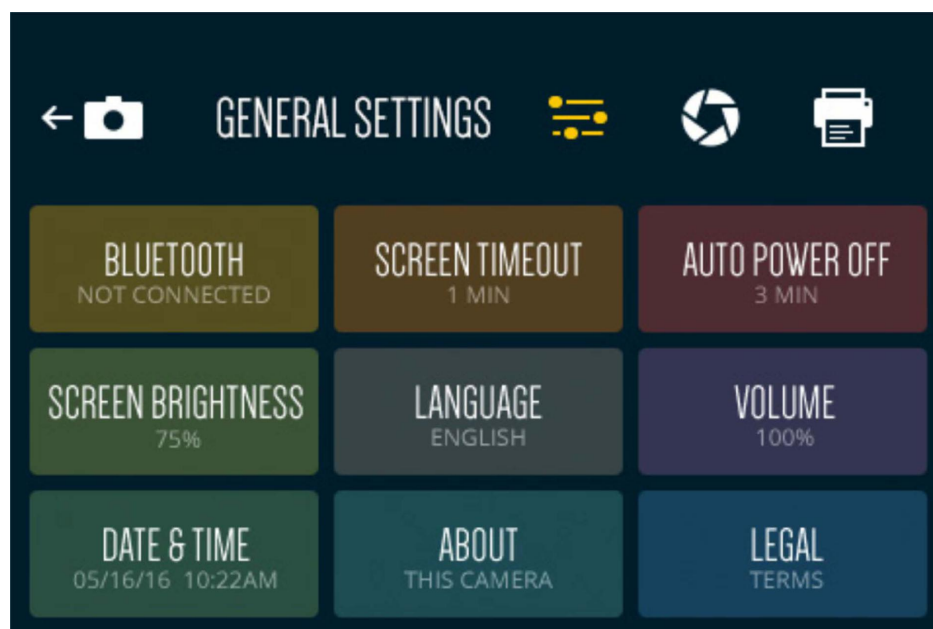 GENERAL SETTINGS
BLUETOOTH
NOT CONNECTED
SCREEN TIMEOUT
1 MIN
AUTO POWER OFF
3 MIN
SCREEN BRIGHTNESS
75%
LANGUAGE
ENGLISH
VOLUME
100%
DATE & TIME
05/16/16 10:22AM
ABOUT
THIS CAMERA
LEGAL
TERMS